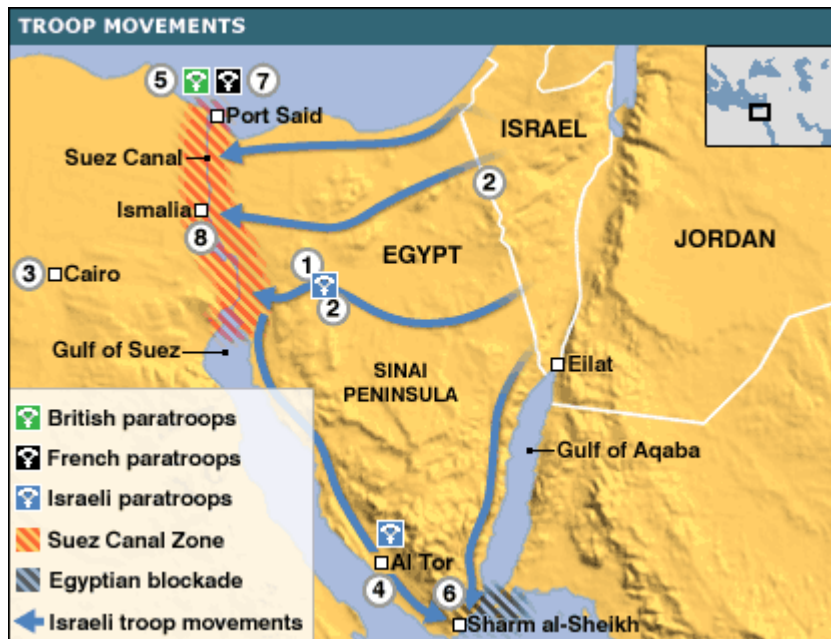 TROOP MOVEMENTS
5
7
Port Said
ISRAEL
Suez Canal
2
Ismalia
8
EGYPT
JORDAN
3
Cairo
1
2
Gulf of Suez
Eilat
SINAI
PENINSULA
British paratroops
Gulf of Aqaba
French paratroops
Israeli paratroops
Suez Canal Zone
Al Tor
Egyptian blockade
4
6
Israeli troop movements
Sharm al-Sheikh